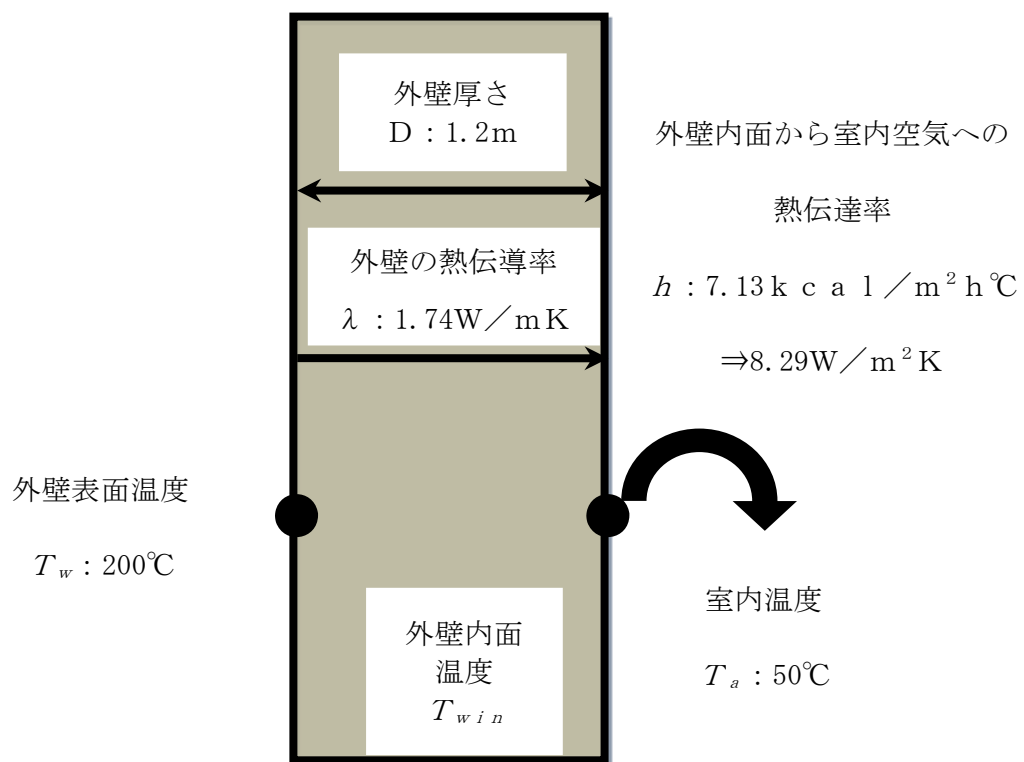 外壁厚さ
D：1.2m
外壁内面から室内空気への
熱伝達率
h：7.13kcal／m²h℃
⇒8.29W／m²K
外壁の熱伝導率
λ：1.74W／mK
外壁表面温度
Tw：200℃
外壁内面
温度
Twin
室内温度
Ta：50℃